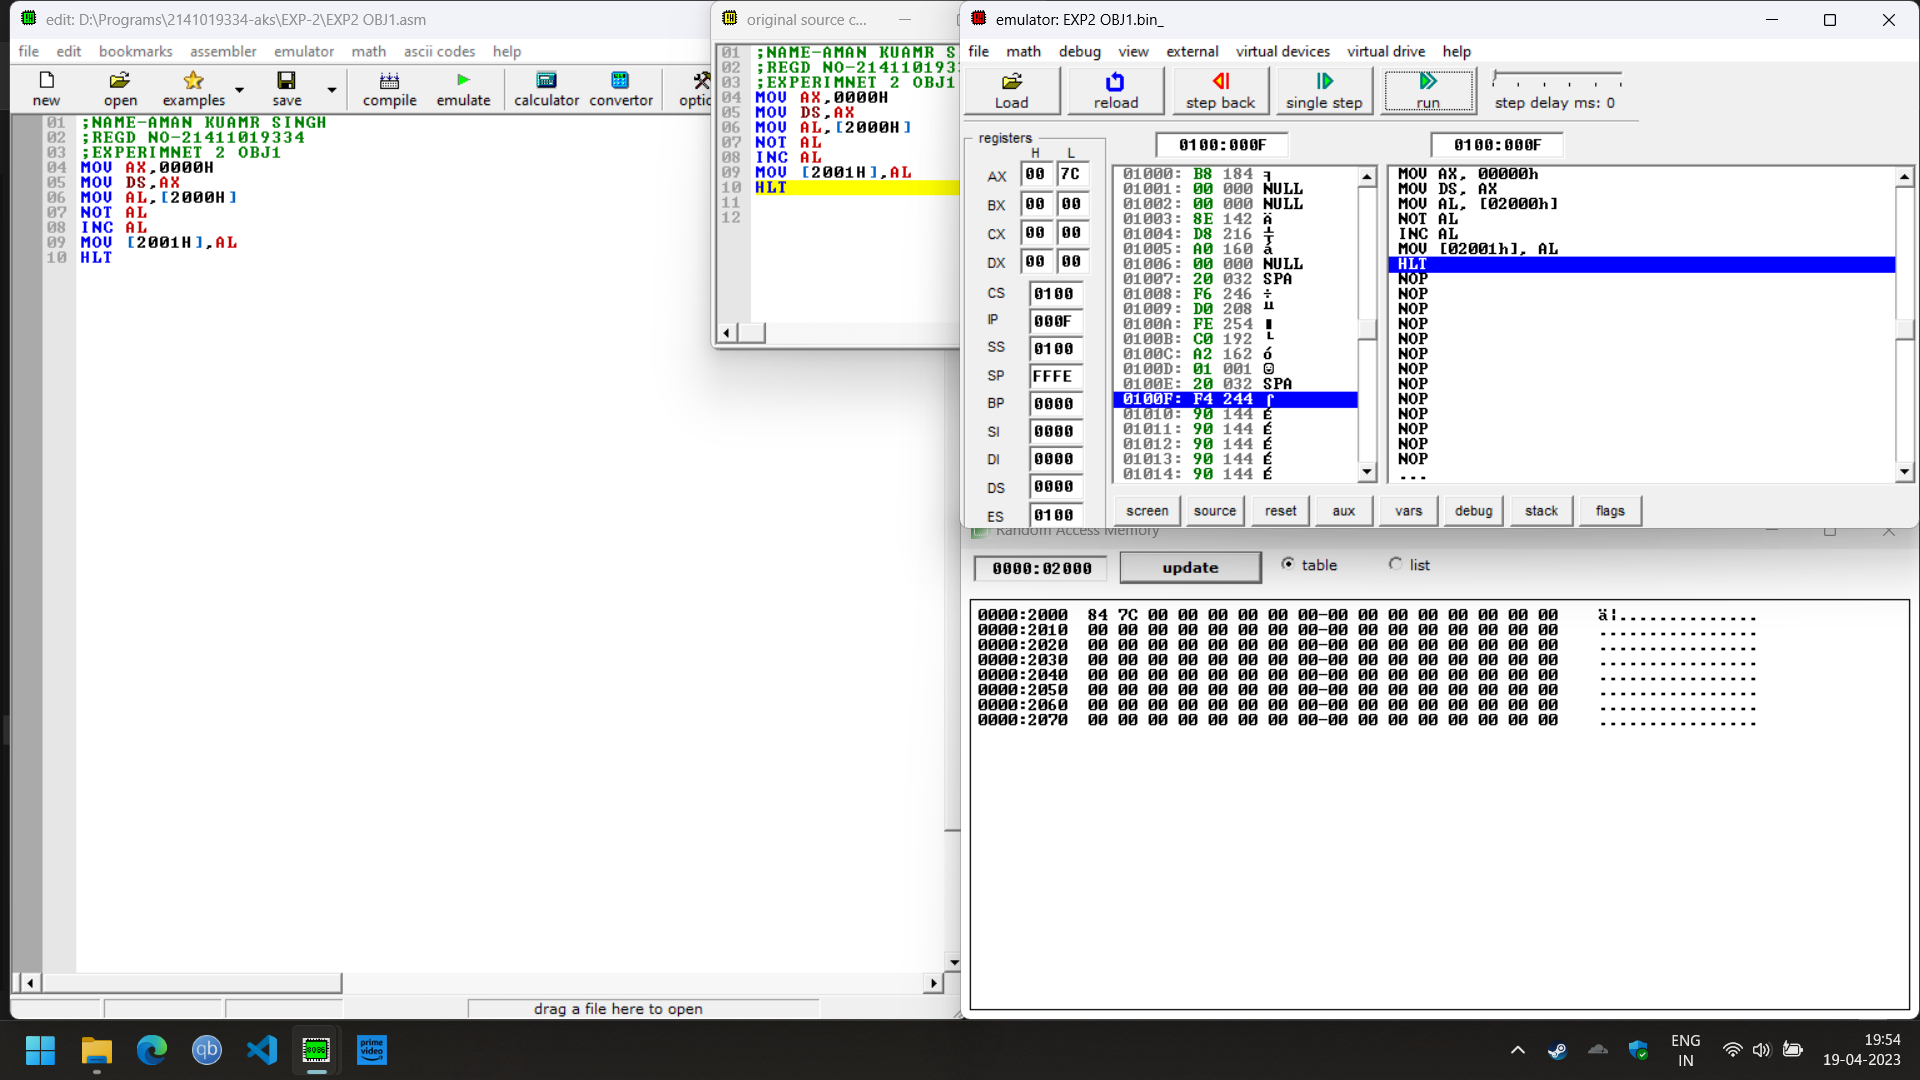 edit: D:\Programs\2141019334-aks\EXP-2\EXP2 OBJ1.asm
file edit bookmarks assembler emulator math ascii codes help
new open examples save compile emulate calculator convertor optic
01 ;NAME-AMAN KUAMR SINGH
02 ;REGD NO-21411019334
03 ;EXPERIMNET 2 OBJ1
04 MOV AX,0000H
05 MOV DS,AX
06 MOV AL,[2000H]
07 NOT AL
08 INC AL
09 MOV [2001H],AL
10 HLT
drag a file here to open
original source c...
01 ;NAME-AMAN KUAMR S
02 ;REGD NO-214110193
03 ;EXPERIMNET 2 OBJ1
04 MOV AX,0000H
05 MOV DS,AX
06 MOV AL,[2000H]
07 NOT AL
08 INC AL
09 MOV [2001H],AL
10 HLT
11
12
emulator: EXP2 OBJ1.bin_
file math debug view external virtual devices virtual drive help
Load reload step back single step run step delay ms: 0
registers
H L
AX 00 7C
BX 00 00
CX 00 00
DX 00 00
CS 0100
IP 000F
SS 0100
SP FFFE
BP 0000
SI 0000
DI 0000
DS 0000
ES 0100
0100:000F
01000: B8 184 ╕
01001: 00 000 NULL
01002: 00 000 NULL
01003: 8E 142 Ä
01004: D8 216 ╪
01005: A0 160 á
01006: 00 000 NULL
01007: 20 032 SPA
01008: F6 246 ÷
01009: D0 208 ╨
0100A: FE 254 ■
0100B: C0 192 └
0100C: A2 162 ó
0100D: 01 001 ☺
0100E: 20 032 SPA
0100F: F4 244 ⌠
01010: 90 144 É
01011: 90 144 É
01012: 90 144 É
01013: 90 144 É
01014: 90 144 É
0100:000F
MOV AX, 00000h
MOV DS, AX
MOV AL, [02000h]
NOT AL
INC AL
MOV [02001h], AL
HLT
NOP
NOP
NOP
NOP
NOP
NOP
NOP
NOP
NOP
NOP
NOP
NOP
NOP
...
screen source reset aux vars debug stack flags
Random Access Memory
0000:02000 update table list
0000:2000 84 7C 00 00 00 00 00 00-00 00 00 00 00 00 00 00 ä|..............
0000:2010 00 00 00 00 00 00 00 00-00 00 00 00 00 00 00 00 ................
0000:2020 00 00 00 00 00 00 00 00-00 00 00 00 00 00 00 00 ................
0000:2030 00 00 00 00 00 00 00 00-00 00 00 00 00 00 00 00 ................
0000:2040 00 00 00 00 00 00 00 00-00 00 00 00 00 00 00 00 ................
0000:2050 00 00 00 00 00 00 00 00-00 00 00 00 00 00 00 00 ................
0000:2060 00 00 00 00 00 00 00 00-00 00 00 00 00 00 00 00 ................
0000:2070 00 00 00 00 00 00 00 00-00 00 00 00 00 00 00 00 ................
qb
8086
prime video
ENG
IN
19:54
19-04-2023